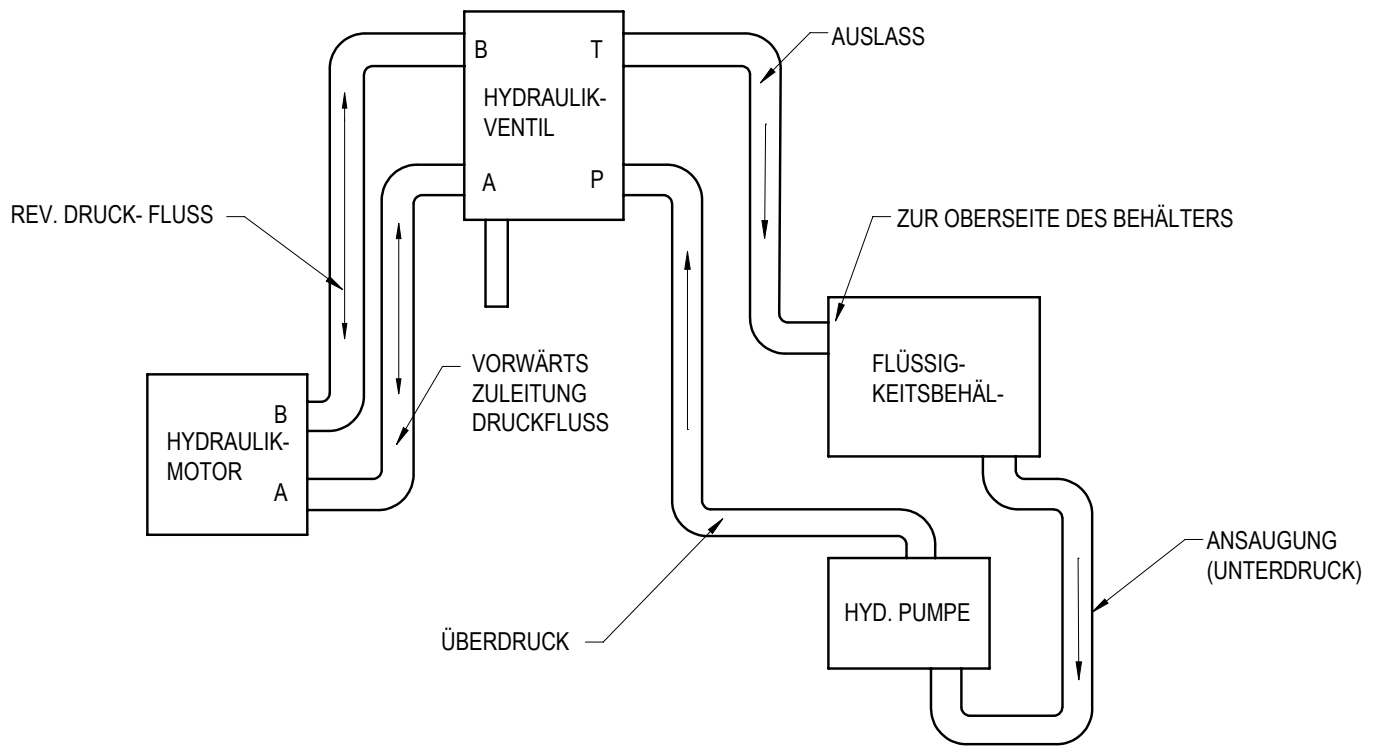 B
T
AUSLASS
HYDRAULIK-
VENTIL
A
P
REV. DRUCK- FLUSS
ZUR OBERSEITE DES BEHÄLTERS
VORWÄRTS
ZULEITUNG
DRUCKFLUSS
FLÜSSIG-
KEITSBEHÄL-
B
HYDRAULIK-
MOTOR
A
ANSAUGUNG
(UNTERDRUCK)
HYD. PUMPE
ÜBERDRUCK